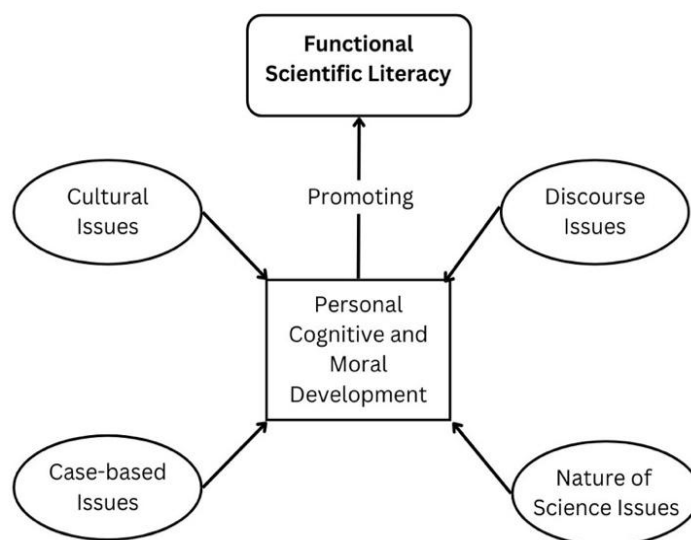 Functional
Scientific Literacy
Cultural
Issues
Promoting
Discourse
Issues
Personal
Cognitive and
Moral
Development
Case-based
Issues
Nature of
Science Issues